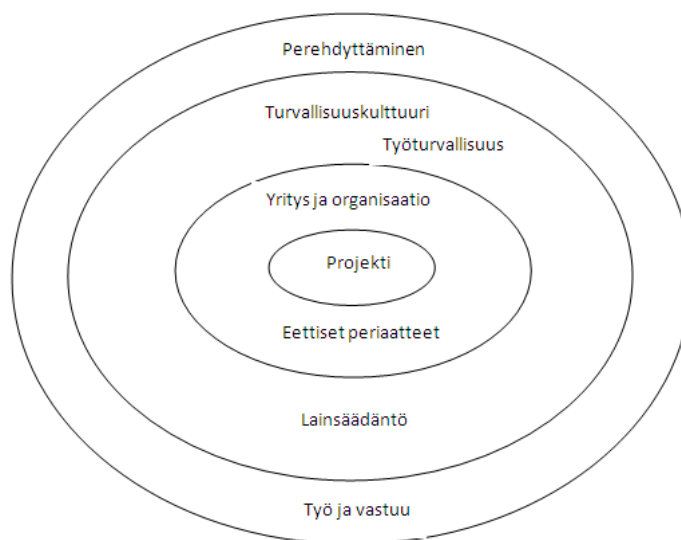 Perehdyttäminen
Turvallisuuskulttuuri
Työturvallisuus
Yritys ja organisaatio
Projekti
Eettiset periaatteet
Lainsäädäntö
Työ ja vastuu